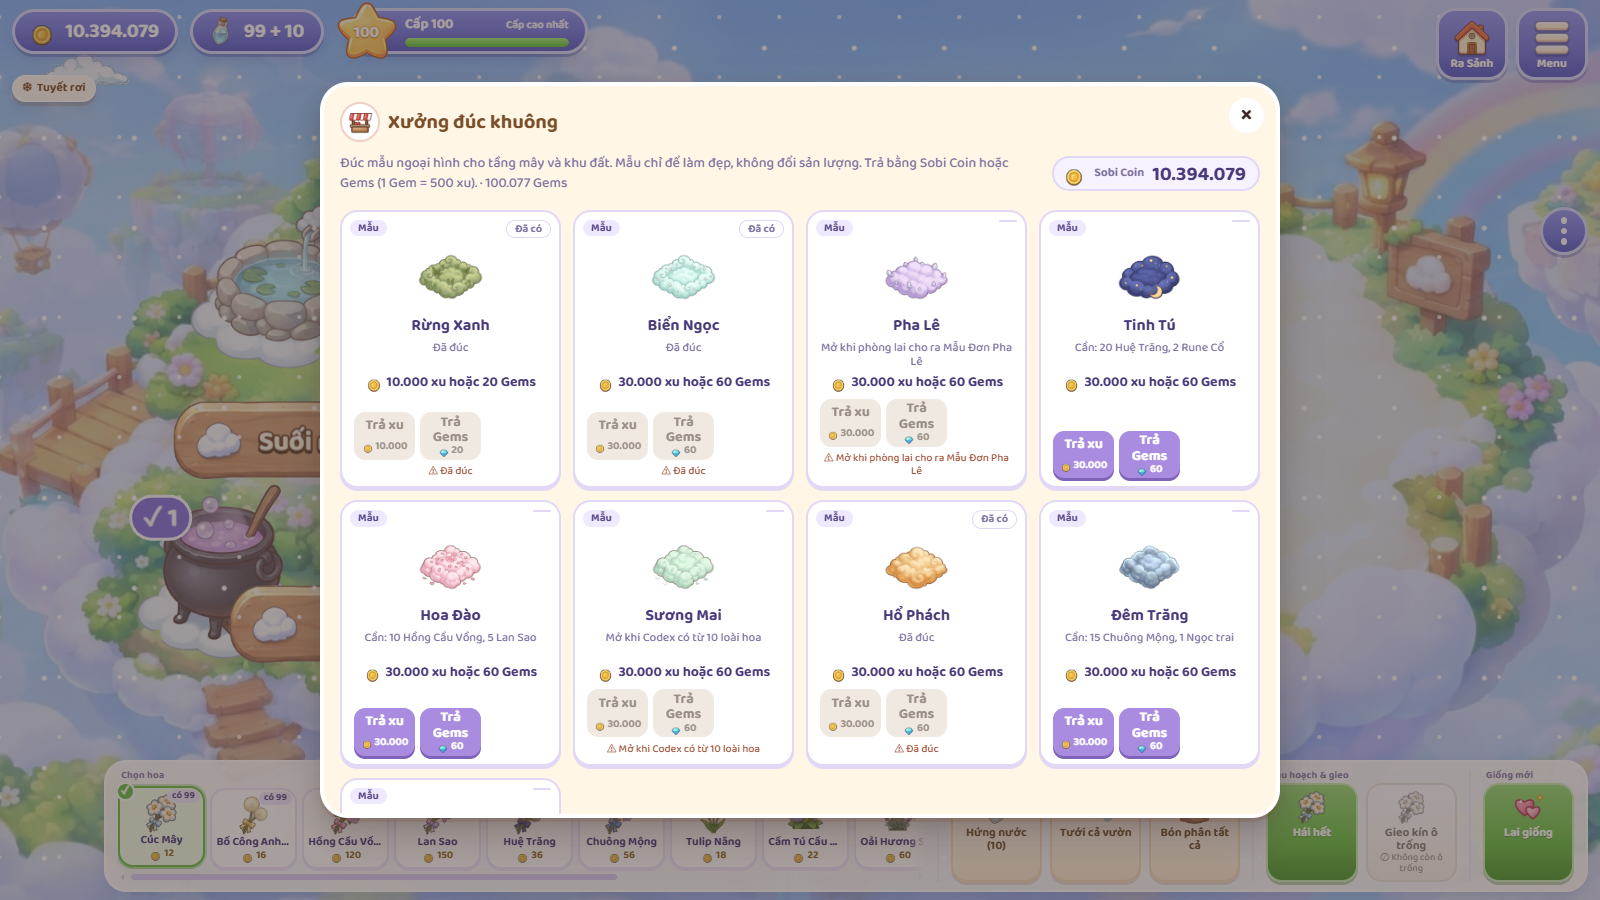 10.394.079
99 + 10
100
Cấp 100
Cấp cao nhất
Ra Sảnh
Menu
❄ Tuyết rơi
Xưởng đúc khuông
×
Đúc mẫu ngoại hình cho tầng mây và khu đất. Mẫu chỉ để làm đẹp, không đổi sản lượng. Trả bằng Sobi Coin hoặc
Gems (1 Gem = 500 xu). · 100.077 Gems
Sobi Coin 10.394.079
Mẫu
Đã có
Rừng Xanh
Đã đúc
10.000 xu hoặc 20 Gems
Trả xu
10.000
Trả
Gems
20
⚠ Đã đúc
Mẫu
Đã có
Biển Ngọc
Đã đúc
30.000 xu hoặc 60 Gems
Trả xu
30.000
Trả
Gems
60
⚠ Đã đúc
Mẫu
Pha Lê
Mở khi phòng lai cho ra Mẫu Đơn Pha
Lê
30.000 xu hoặc 60 Gems
Trả xu
30.000
Trả
Gems
60
⚠ Mở khi phòng lai cho ra Mẫu Đơn Pha
Lê
Mẫu
Tinh Tú
Cần: 20 Huệ Trăng, 2 Rune Cổ
30.000 xu hoặc 60 Gems
Trả xu
30.000
Trả
Gems
60
Mẫu
Hoa Đào
Cần: 10 Hồng Cầu Vồng, 5 Lan Sao
30.000 xu hoặc 60 Gems
Trả xu
30.000
Trả
Gems
60
Mẫu
Sương Mai
Mở khi Codex có từ 10 loài hoa
30.000 xu hoặc 60 Gems
Trả xu
30.000
Trả
Gems
60
⚠ Mở khi Codex có từ 10 loài hoa
Mẫu
Đã có
Hổ Phách
Đã đúc
30.000 xu hoặc 60 Gems
Trả xu
30.000
Trả
Gems
60
⚠ Đã đúc
Mẫu
Đêm Trăng
Cần: 15 Chuông Mộng, 1 Ngọc trai
30.000 xu hoặc 60 Gems
Trả xu
30.000
Trả
Gems
60
Mẫu
Suối
✓1
Chọn hoa
có 99
Cúc Mây
12
có 99
Bồ Công Anh...
16
Hồng Cầu Vồ...
120
Lan Sao
150
Huệ Trăng
36
Chuông Mộng
56
Tulip Nắng
18
Cẩm Tú Cầu ...
22
Oải Hương
60
Hứng nước
(10)
Tưới cả vườn
Bón phân tất
cả
hoạch & gieo
Hái hết
Gieo kín ô
trống
Không còn ô
trống
Giống mới
Lai giống